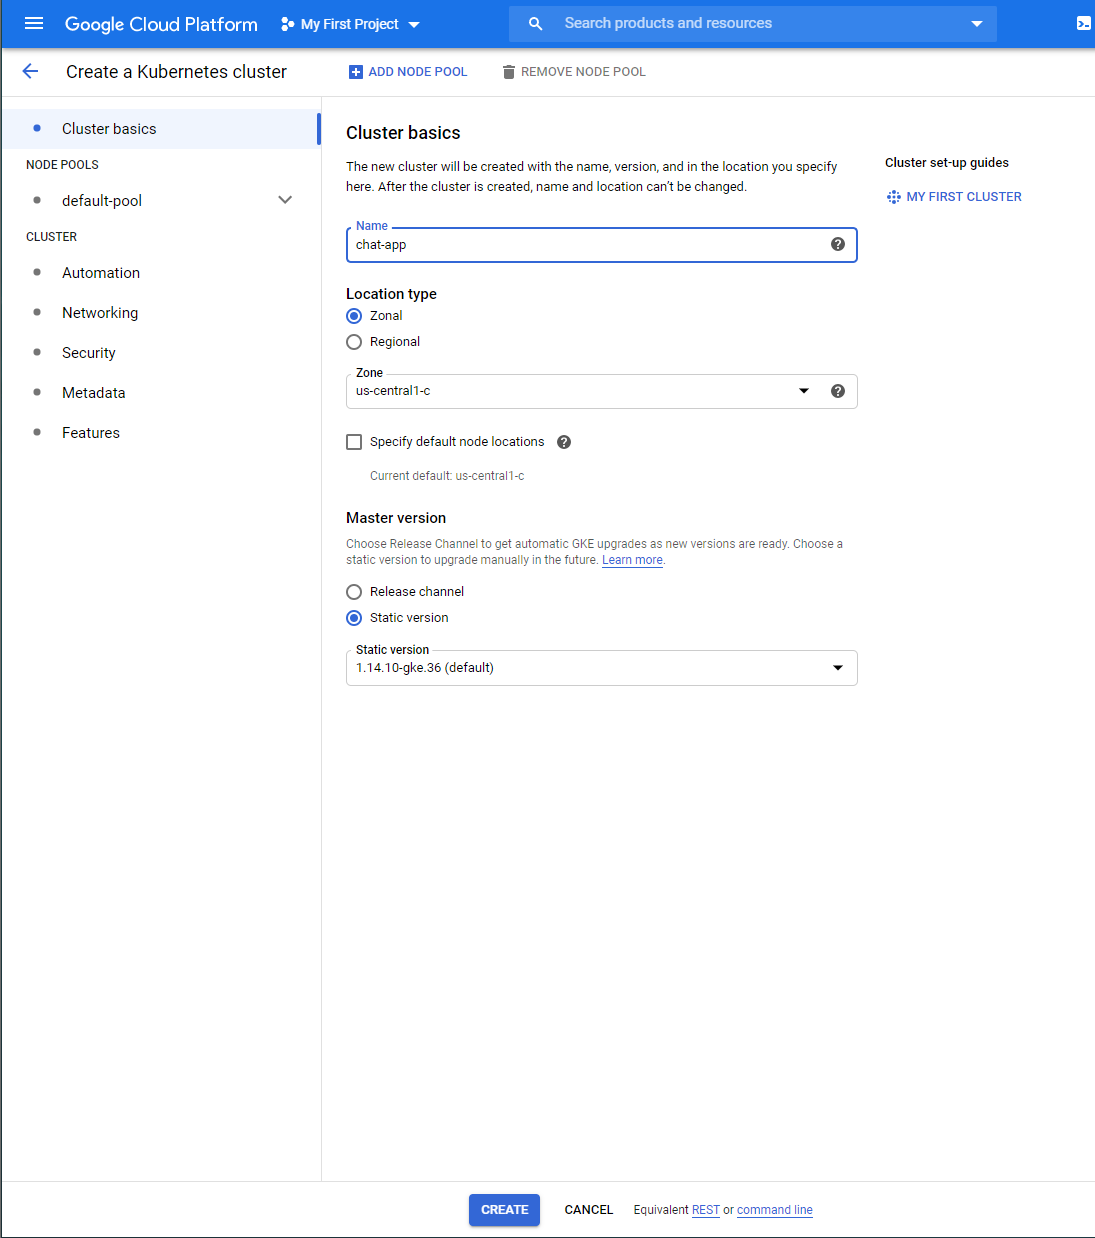 Google Cloud Platform
My First Project
Search products and resources
Create a Kubernetes cluster
ADD NODE POOL
REMOVE NODE POOL
Cluster basics
NODE POOLS
default-pool
CLUSTER
Automation
Networking
Security
Metadata
Features
Cluster basics
The new cluster will be created with the name, version, and in the location you specify
here. After the cluster is created, name and location can’t be changed.
Name
chat-app
Location type
Zonal
Regional
Zone
us-central1-c
Specify default node locations
Current default: us-central1-c
Master version
Choose Release Channel to get automatic GKE upgrades as new versions are ready. Choose a
static version to upgrade manually in the future. Learn more.
Release channel
Static version
Static version
1.14.10-gke.36 (default)
Cluster set-up guides
MY FIRST CLUSTER
CREATE
CANCEL
Equivalent REST or command line